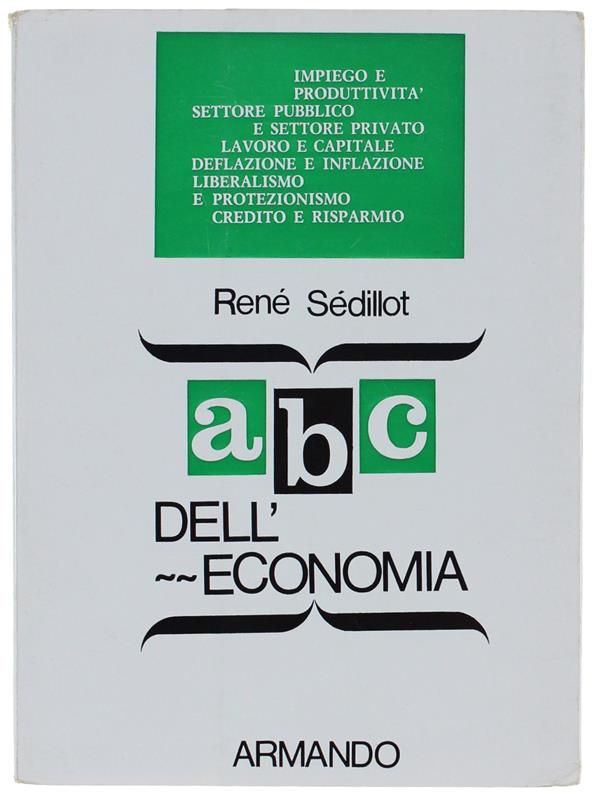 IMPIEGO E
PRODUTTIVITA'
SETTORE PUBBLICO
E SETTORE PRIVATO
LAVORO E CAPITALE
DEFLAZIONE E INFLAZIONE
LIBERALISMO
E PROTEZIONISMO
CREDITO E RISPARMIO
René Sédillot
abc
DELL'
~~ECONOMIA
ARMANDO